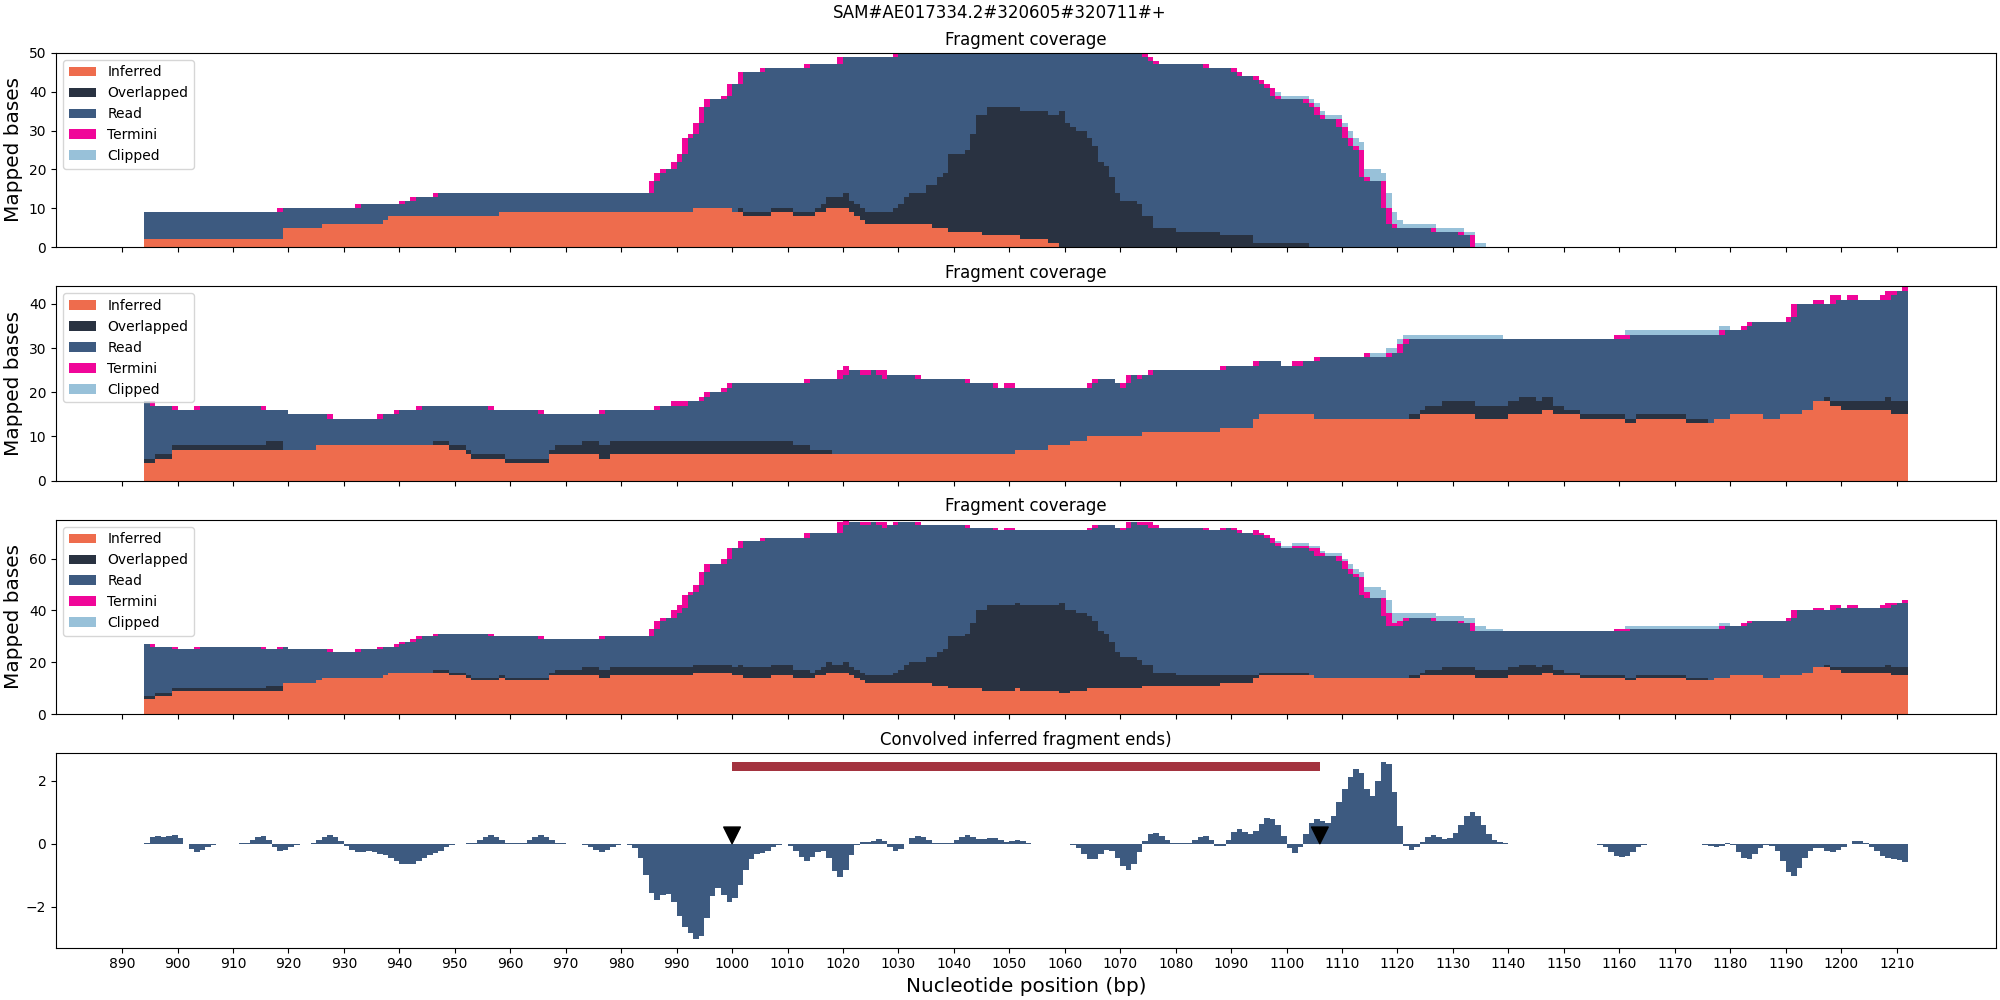 SAM#AE017334.2#320605#320711#+
Fragment coverage
50
40
30
20
10
0
Mapped bases
Inferred
Overlapped
Read
Termini
Clipped
Fragment coverage
40
30
20
10
0
Mapped bases
Inferred
Overlapped
Read
Termini
Clipped
Fragment coverage
60
40
20
0
Mapped bases
Inferred
Overlapped
Read
Termini
Clipped
Convolved inferred fragment ends)
2
0
−2
890 900 910 920 930 940 950 960 970 980 990 1000 1010 1020 1030 1040 1050 1060 1070 1080 1090 1100 1110 1120 1130 1140 1150 1160 1170 1180 1190 1200 1210
Nucleotide position (bp)